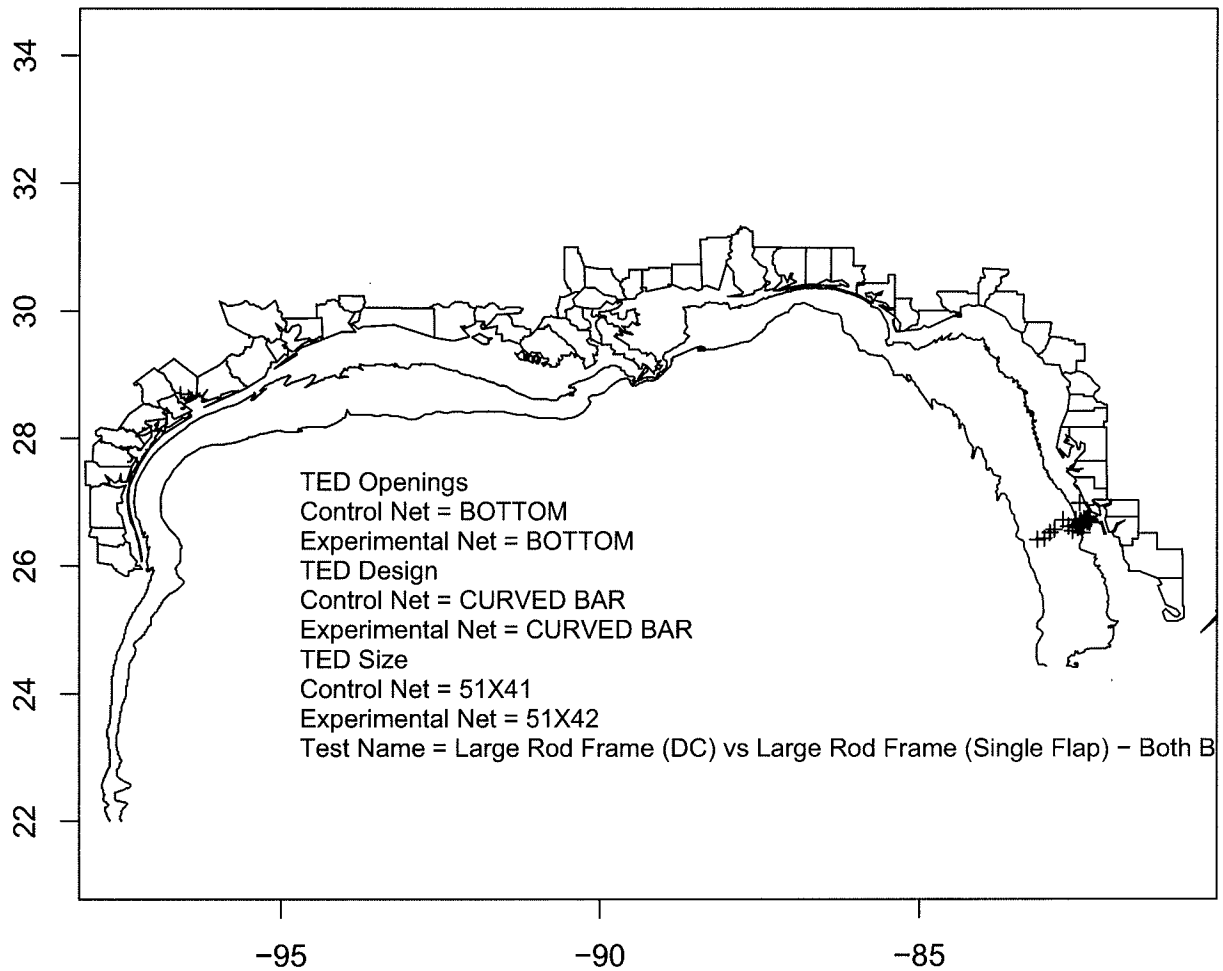 34
32
30
28
26
24
22
TED Openings
Control Net = BOTTOM
Experimental Net = BOTTOM
TED Design
Control Net = CURVED BAR
Experimental Net = CURVED BAR
TED Size
Control Net = 51X41
Experimental Net = 51X42
Test Name = Large Rod Frame (DC) vs Large Rod Frame (Single Flap) − Both B
−95
−90
−85